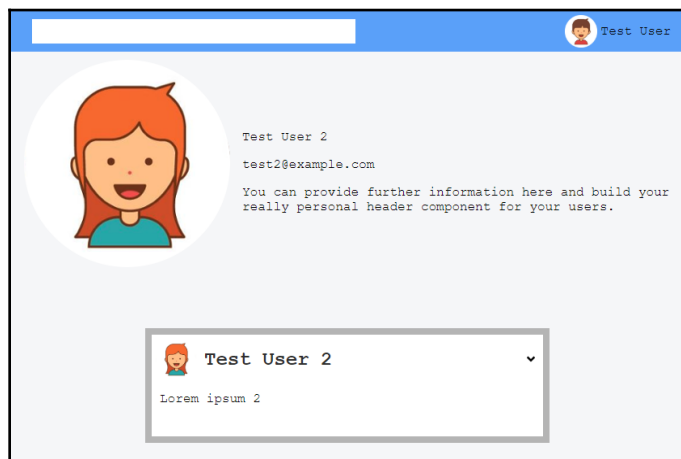 Test User
Test User 2
test2@example.com
You can provide further information here and build your
really personal header component for your users.
Test User 2
Lorem ipsum 2